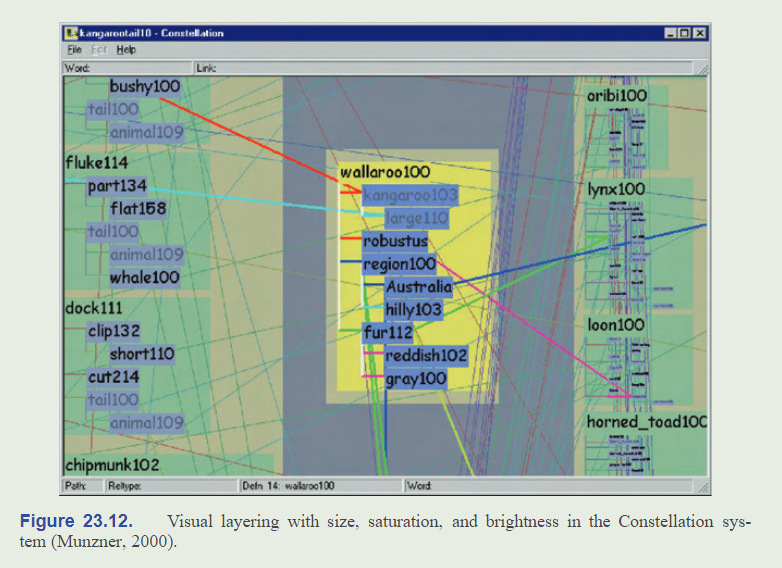 kangarootail10 - Constellation
File Edit Help
Word: Link:
bushy100
tail100
animal109
fluke114
part134
flat158
tail100
animal109
whale100
dock111
clip132
short110
cut214
tail100
animal109
chipmunk102
wallaroo100
kangaroo103
large110
robustus
region100
Australia
hilly103
fur112
reddish102
gray100
oribi100
lynx100
loon100
horned_toad100
Path: Reltype: Defn 14: wallaroo100 Word:
Figure 23.12. Visual layering with size, saturation, and brightness in the Constellation sys-
tem (Munzner, 2000).